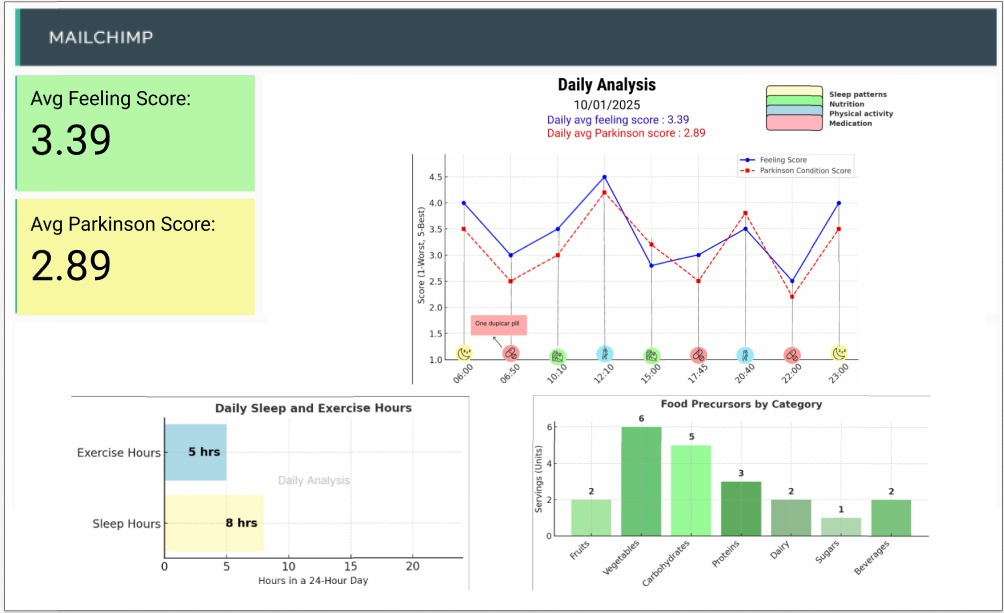 MAILCHIMP
Avg Feeling Score:
3.39
Avg Parkinson Score:
2.89
Daily Analysis
10/01/2025
Daily avg feeling score : 3.39
Daily avg Parkinson score : 2.89
Sleep patterns
Nutrition
Physical activity
Medication
Feeling Score
Parkinson Condition Score
Score (1-Worst, 5-Best)
4.5
4.0
3.5
3.0
2.5
2.0
1.5
1.0
One dupicar pill
06:00
06:50
10:10
12:10
15:00
17:45
20:40
22:00
23:00
Daily Sleep and Exercise Hours
Exercise Hours
5 hrs
Daily Analysis
Sleep Hours
8 hrs
0
5
10
15
20
Hours in a 24-Hour Day
Food Precursors by Category
Servings (Units)
6
4
2
0
2
6
5
3
2
1
2
Fruits
Vegetables
Carbohydrates
Proteins
Dairy
Sugars
Beverages